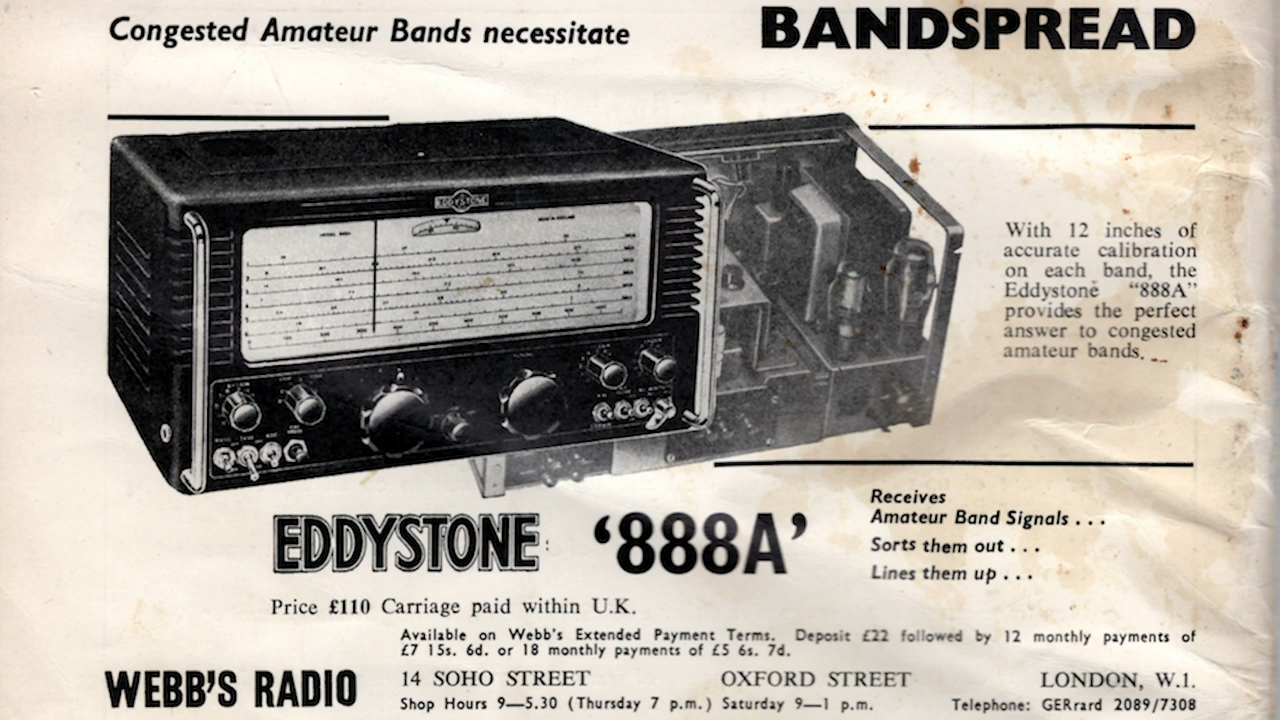 Congested Amateur Bands necessitate BANDSPREAD
EDDYSTONE
With 12 inches of
accurate calibration
on each band, the
Eddystone “888A”
provides the perfect
answer to congested
amateur bands.
Receives
Amateur Band Signals . . .
Sorts them out . . .
Lines them up . . .
EDDYSTONE ‘888A’
Price £110 Carriage paid within U.K.
Available on Webb's Extended Payment Terms. Deposit £22 followed by 12 monthly payments of
£7 15s. 6d. or 18 monthly payments of £5 6s. 7d.
WEBB'S RADIO
14 SOHO STREET OXFORD STREET LONDON, W.1.
Shop Hours 9—5.30 (Thursday 7 p.m.) Saturday 9—1 p.m. Telephone: GERrard 2089/7308